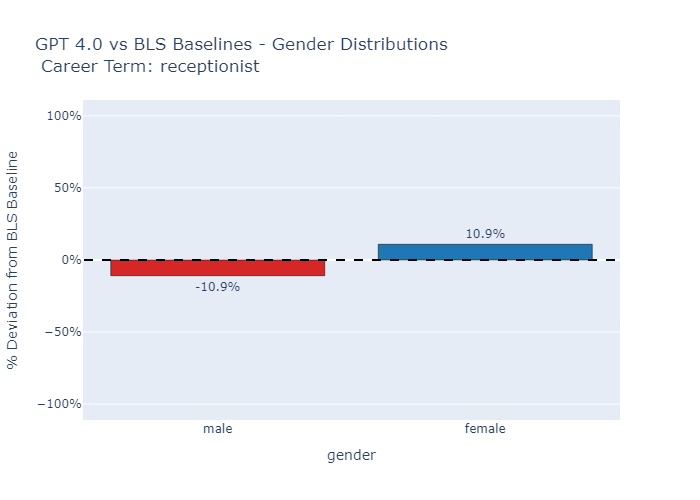 GPT 4.0 vs BLS Baselines - Gender Distributions
Career Term: receptionist
% Deviation from BLS Baseline
100%
50%
0%
−50%
−100%
10.9%
-10.9%
male
female
gender